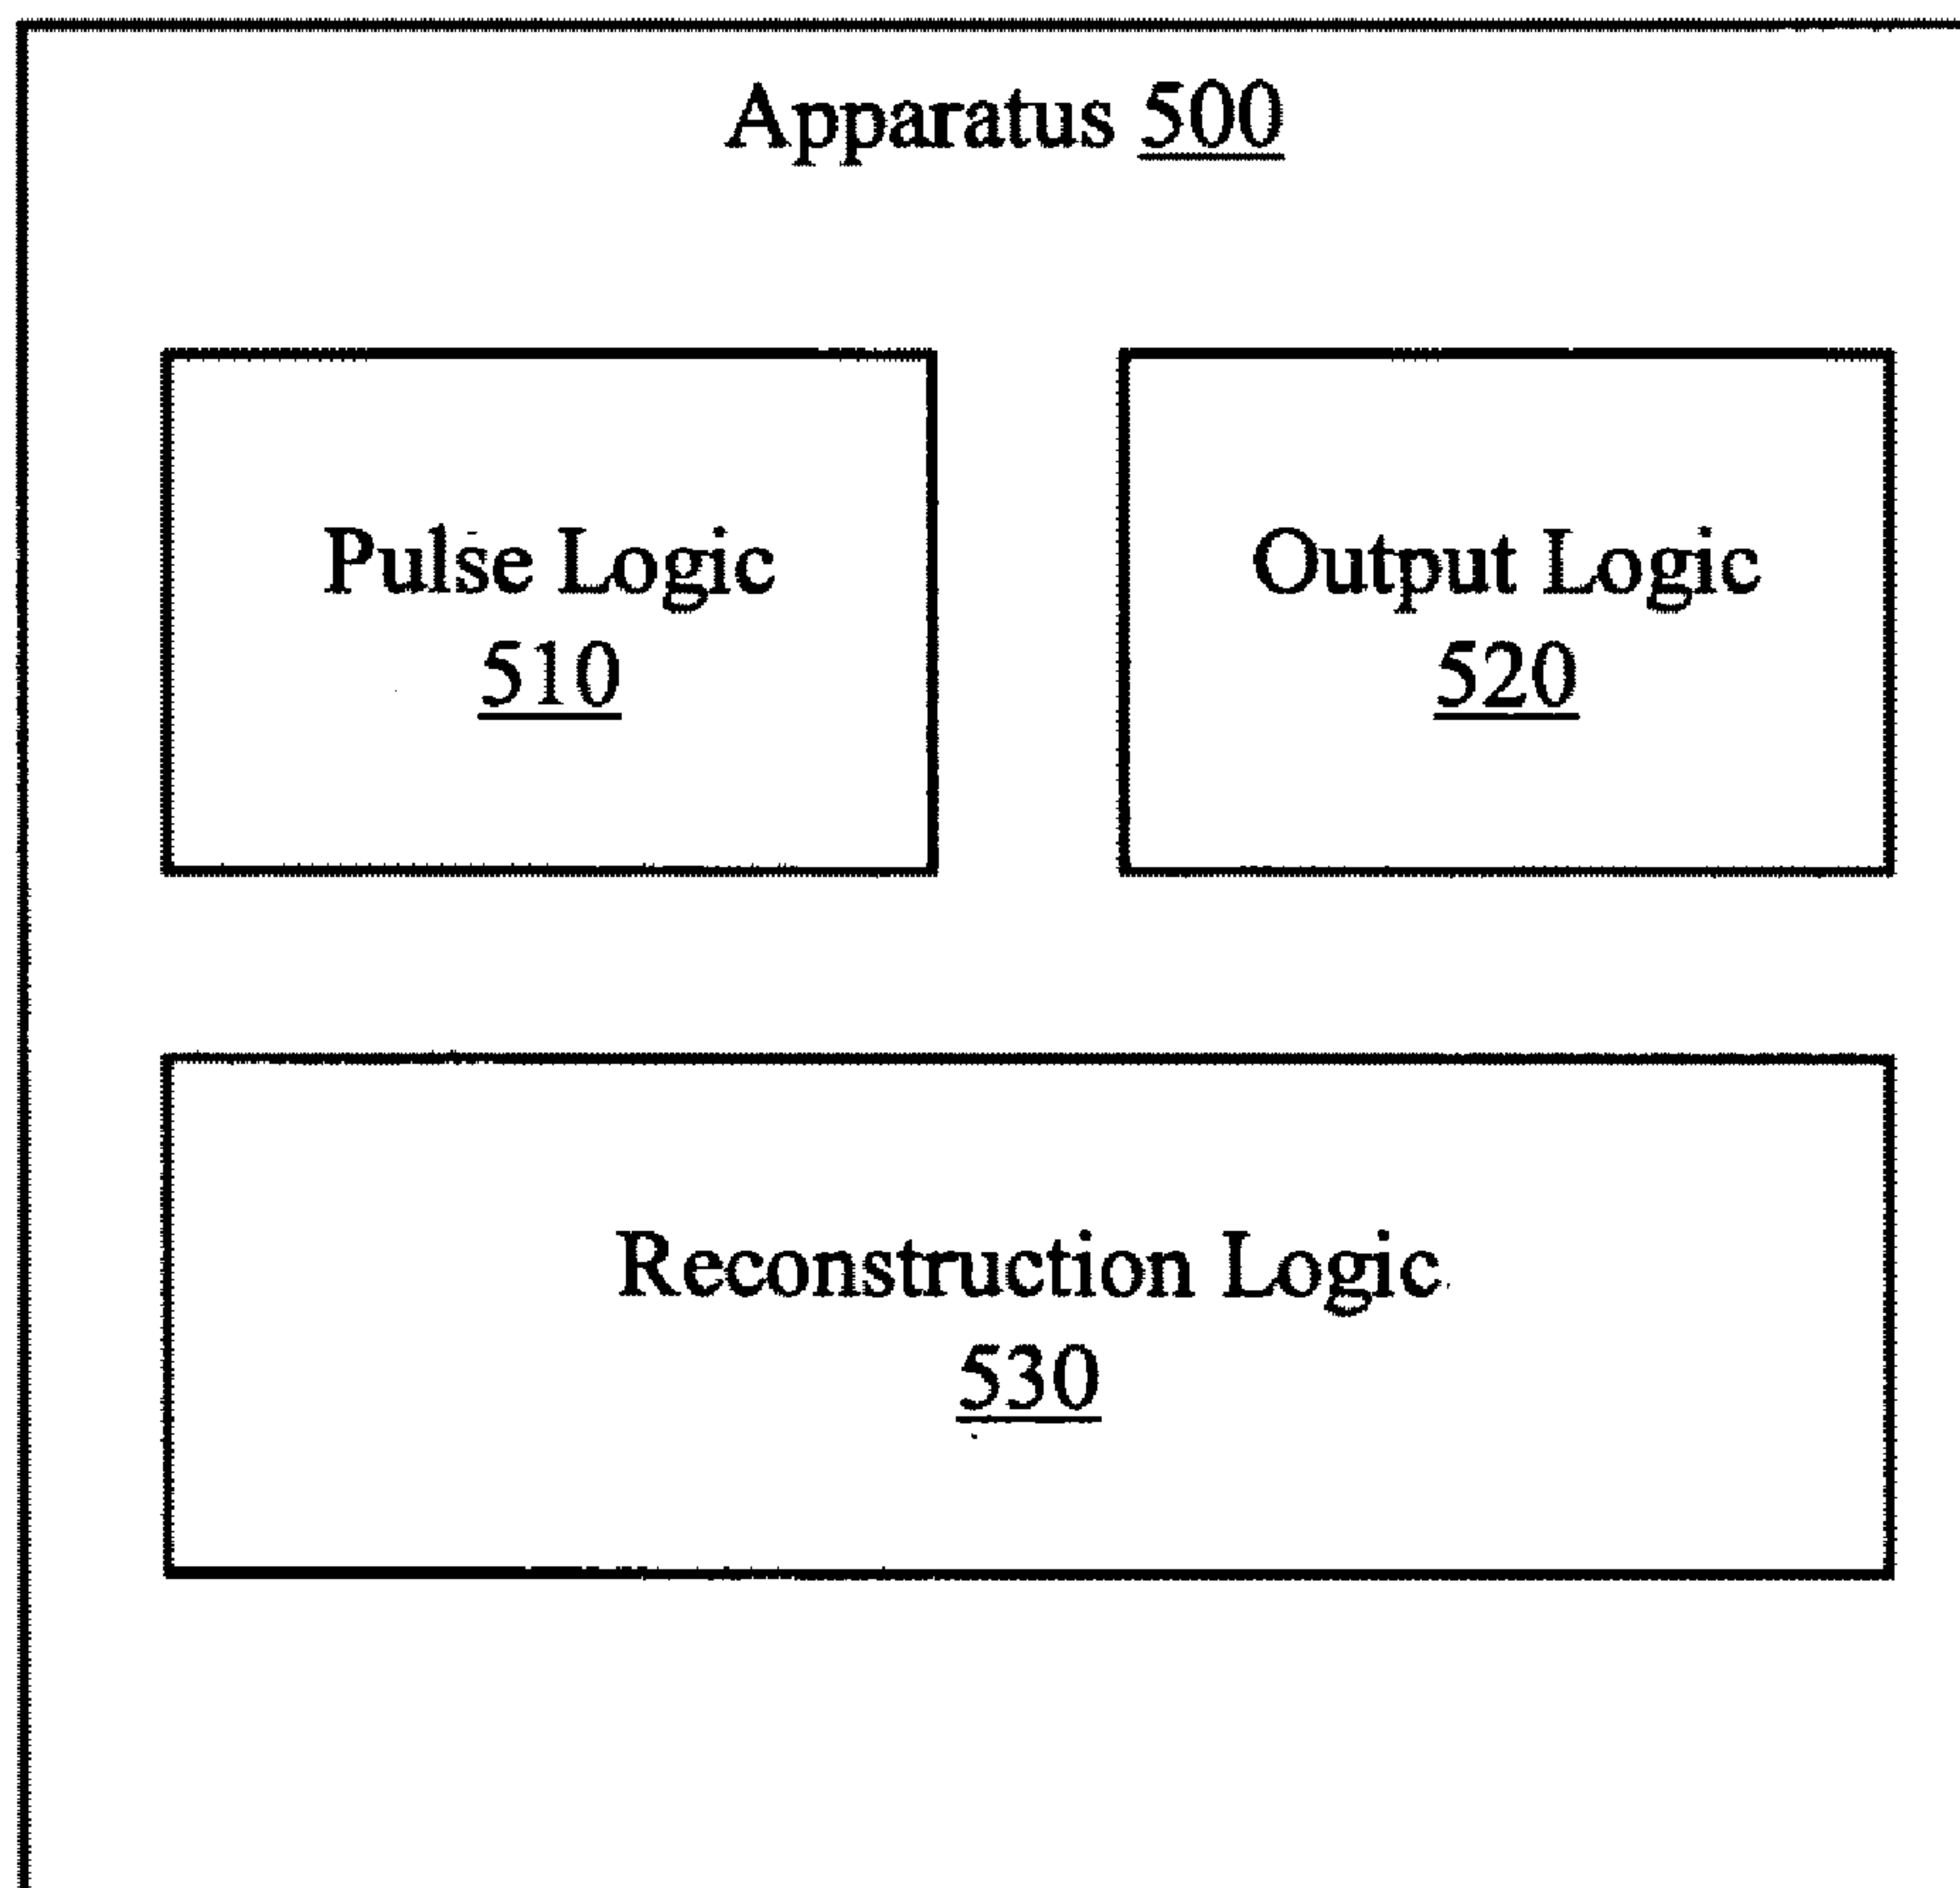 Apparatus 500
Pulse Logic
510
Output Logic
520
Reconstruction Logic
530